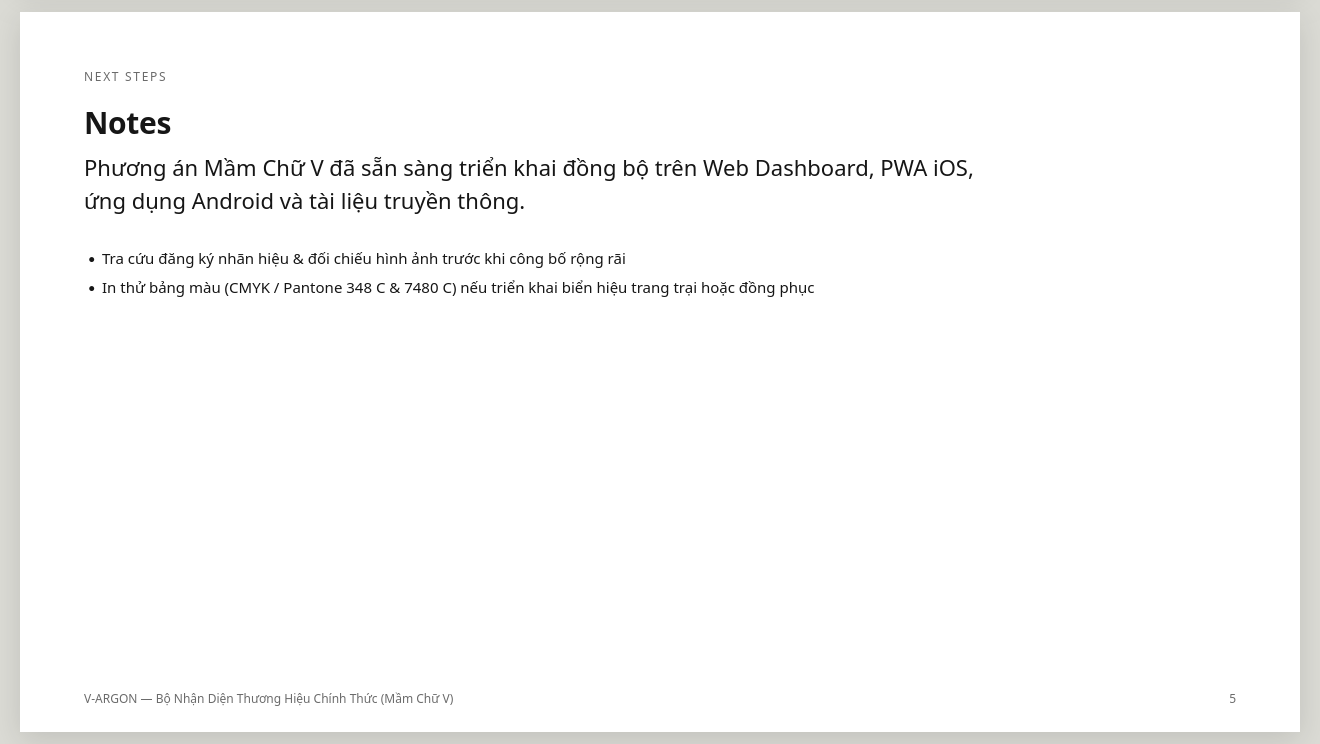 NEXT STEPS
Notes
Phương án Mầm Chữ V đã sẵn sàng triển khai đồng bộ trên Web Dashboard, PWA iOS,
ứng dụng Android và tài liệu truyền thông.
• Tra cứu đăng ký nhãn hiệu & đối chiếu hình ảnh trước khi công bố rộng rãi
• In thử bảng màu (CMYK / Pantone 348 C & 7480 C) nếu triển khai biển hiệu trang trại hoặc đồng phục
V-ARGON — Bộ Nhận Diện Thương Hiệu Chính Thức (Mầm Chữ V)
5